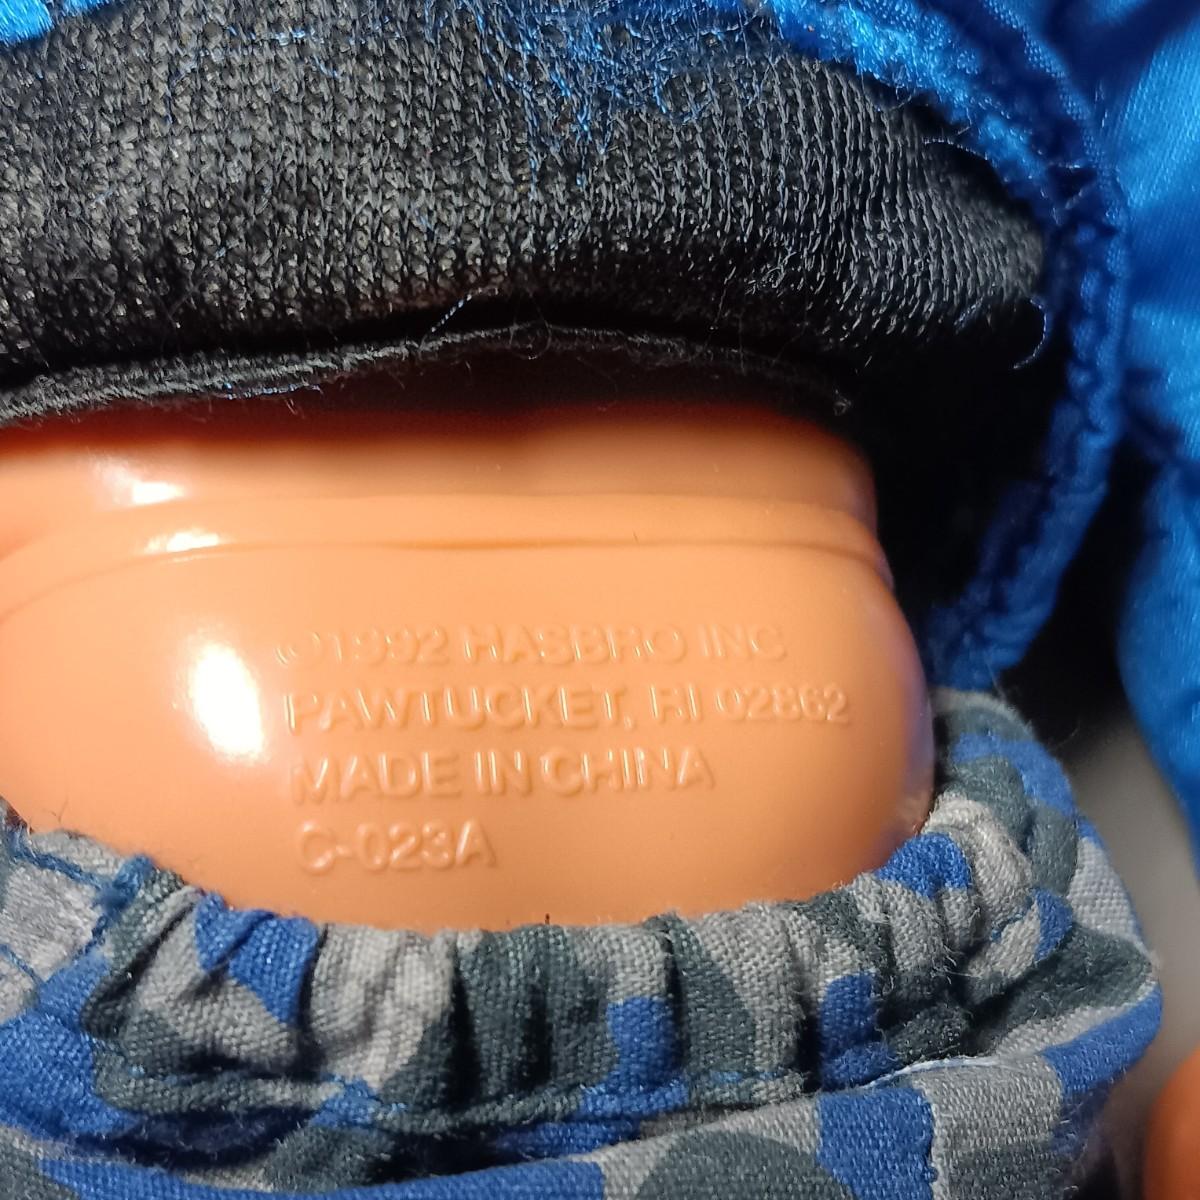 ©1992 HASBRO INC
PAWTUCKET, RI 02862
MADE IN CHINA
C-023A